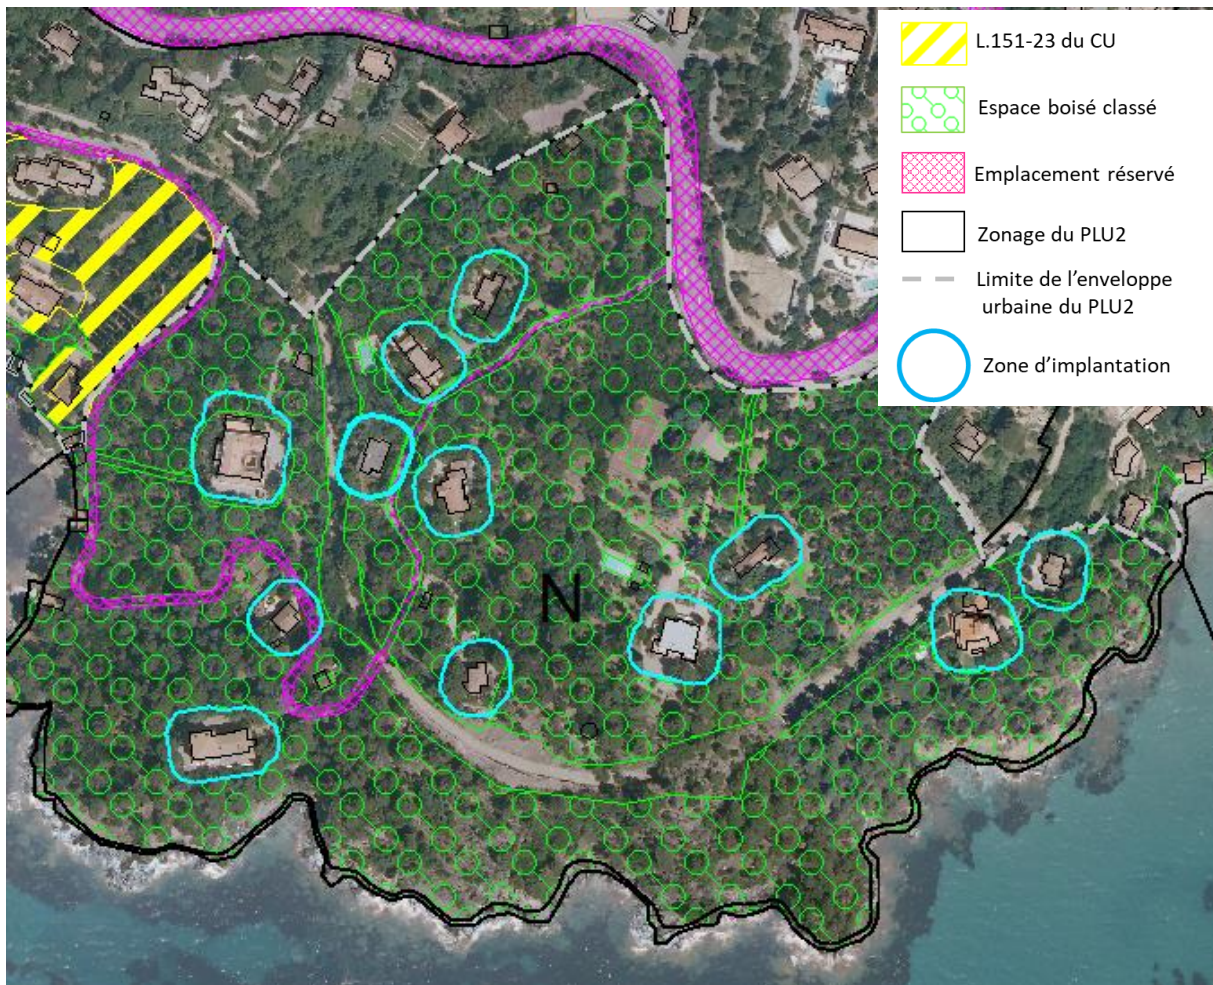 L.151-23 du CU
Espace boisé classé
Emplacement réservé
Zonage du PLU2
Limite de l'enveloppe
urbaine du PLU2
Zone d'implantation
N